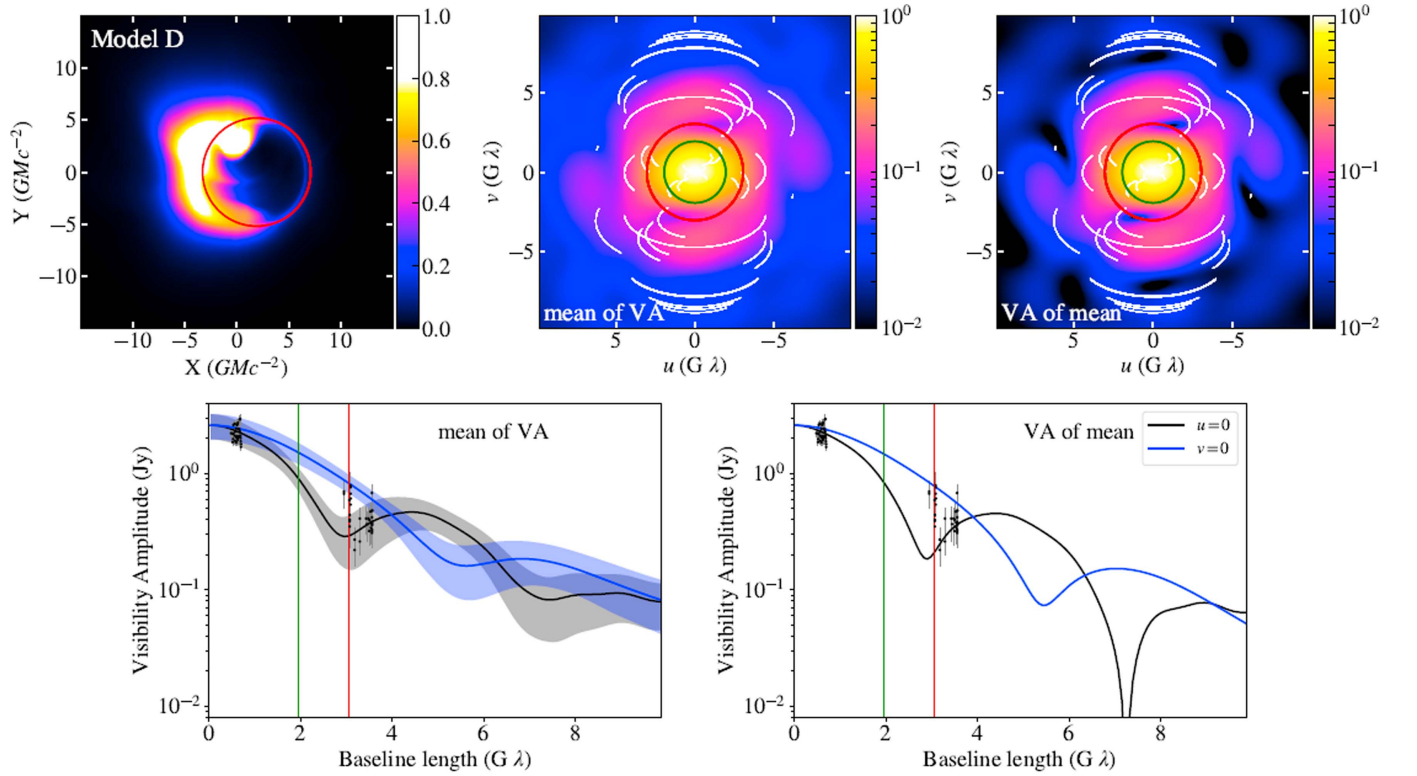 Model D
10
5
0
−5
−10
Y (GMc⁻²)
−10 −5 0 5 10
X (GMc⁻²)
1.0
0.8
0.6
0.4
0.2
0.0
5
0
−5
v (G λ)
mean of VA
5 0 −5
u (G λ)
10⁰
10⁻¹
10⁻²
5
0
−5
v (G λ)
VA of mean
5 0 −5
u (G λ)
10⁰
10⁻¹
10⁻²
mean of VA
10⁰
10⁻¹
10⁻²
Visibility Amplitude (Jy)
0 2 4 6 8
Baseline length (G λ)
VA of mean
u=0
v=0
10⁰
10⁻¹
10⁻²
Visibility Amplitude (Jy)
0 2 4 6 8
Baseline length (G λ)